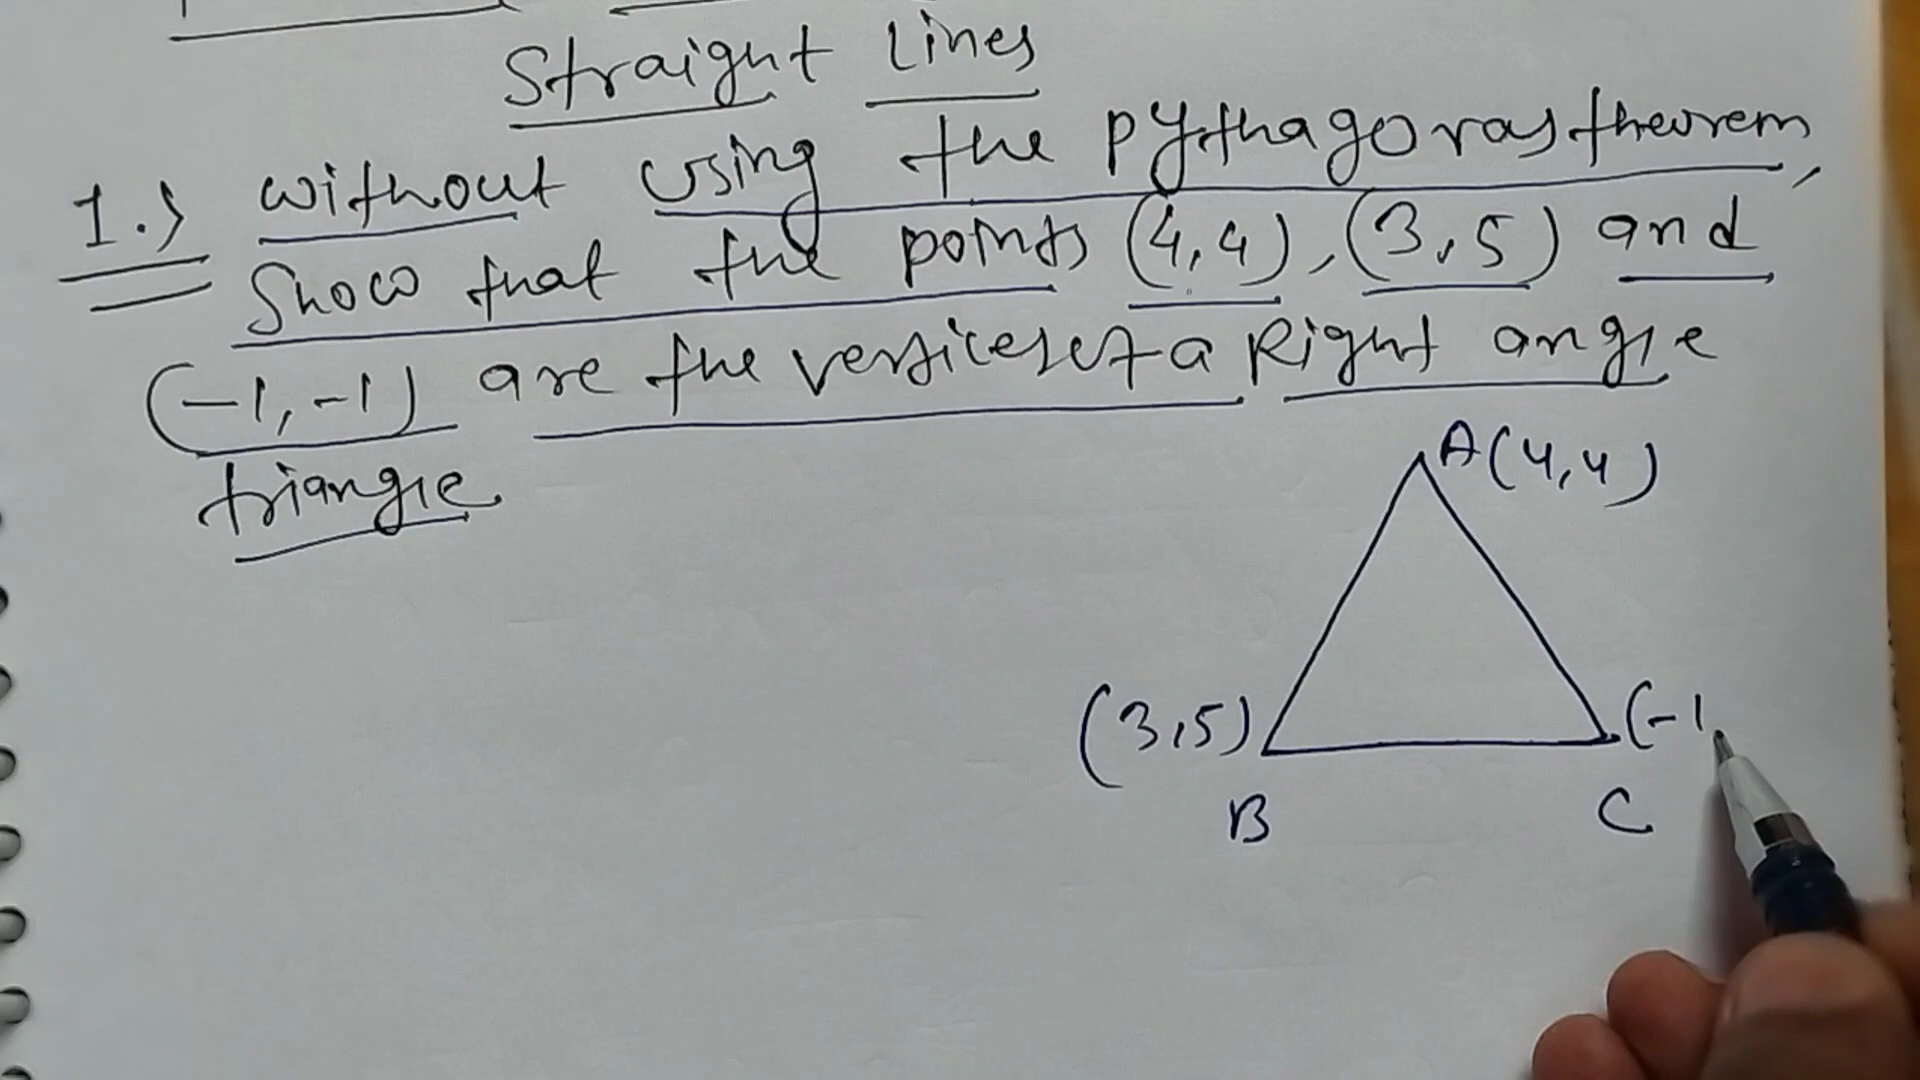 Straight Lines
1.) without using the pythagoras theorem,
Show that the points (4,4), (3,5) and
(-1,-1) are the vertices of a Right angle
triangle
A(4,4)
(3,5)
(-1,
B
C